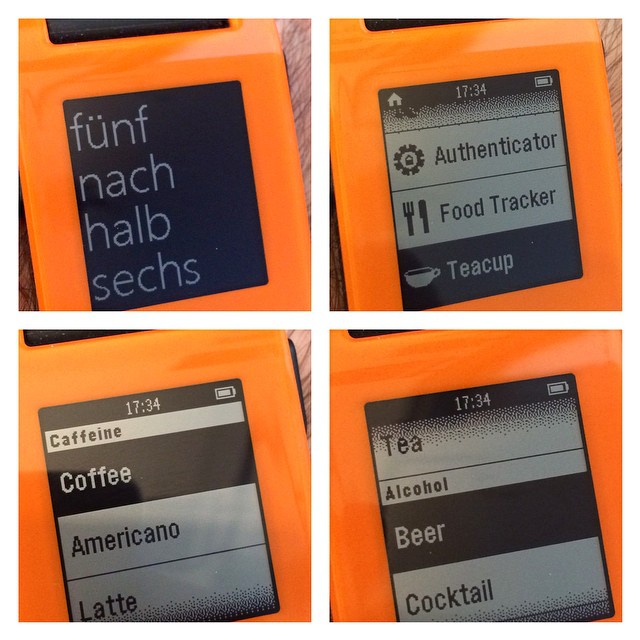 fünf
nach
halb
sechs
17:34
Authenticator
Food Tracker
Teacup
17:34
Caffeine
Coffee
Americano
Latte
17:34
Tea
Alcohol
Beer
Cocktail